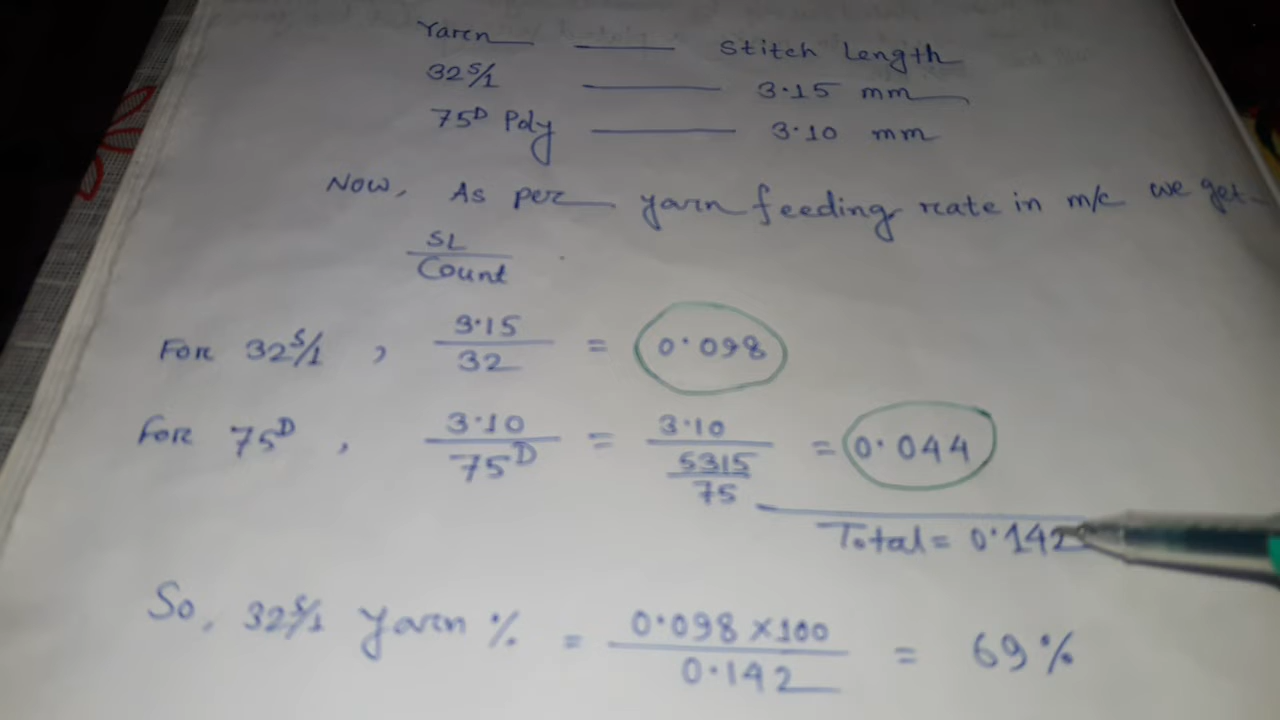 Yarn — Stitch Length
32S/1 — 3.15 mm
75D Poly — 3.10 mm
Now, As per yarn feeding rate in m/c we get-
SL/Count
For 32S/1, 3.15/32 = 0.098
For 75D, 3.10/75D = 3.10/(5315/75) = 0.044
Total = 0.142
So, 32S/1 Yarn % = 0.098 x 100/0.142 = 69%